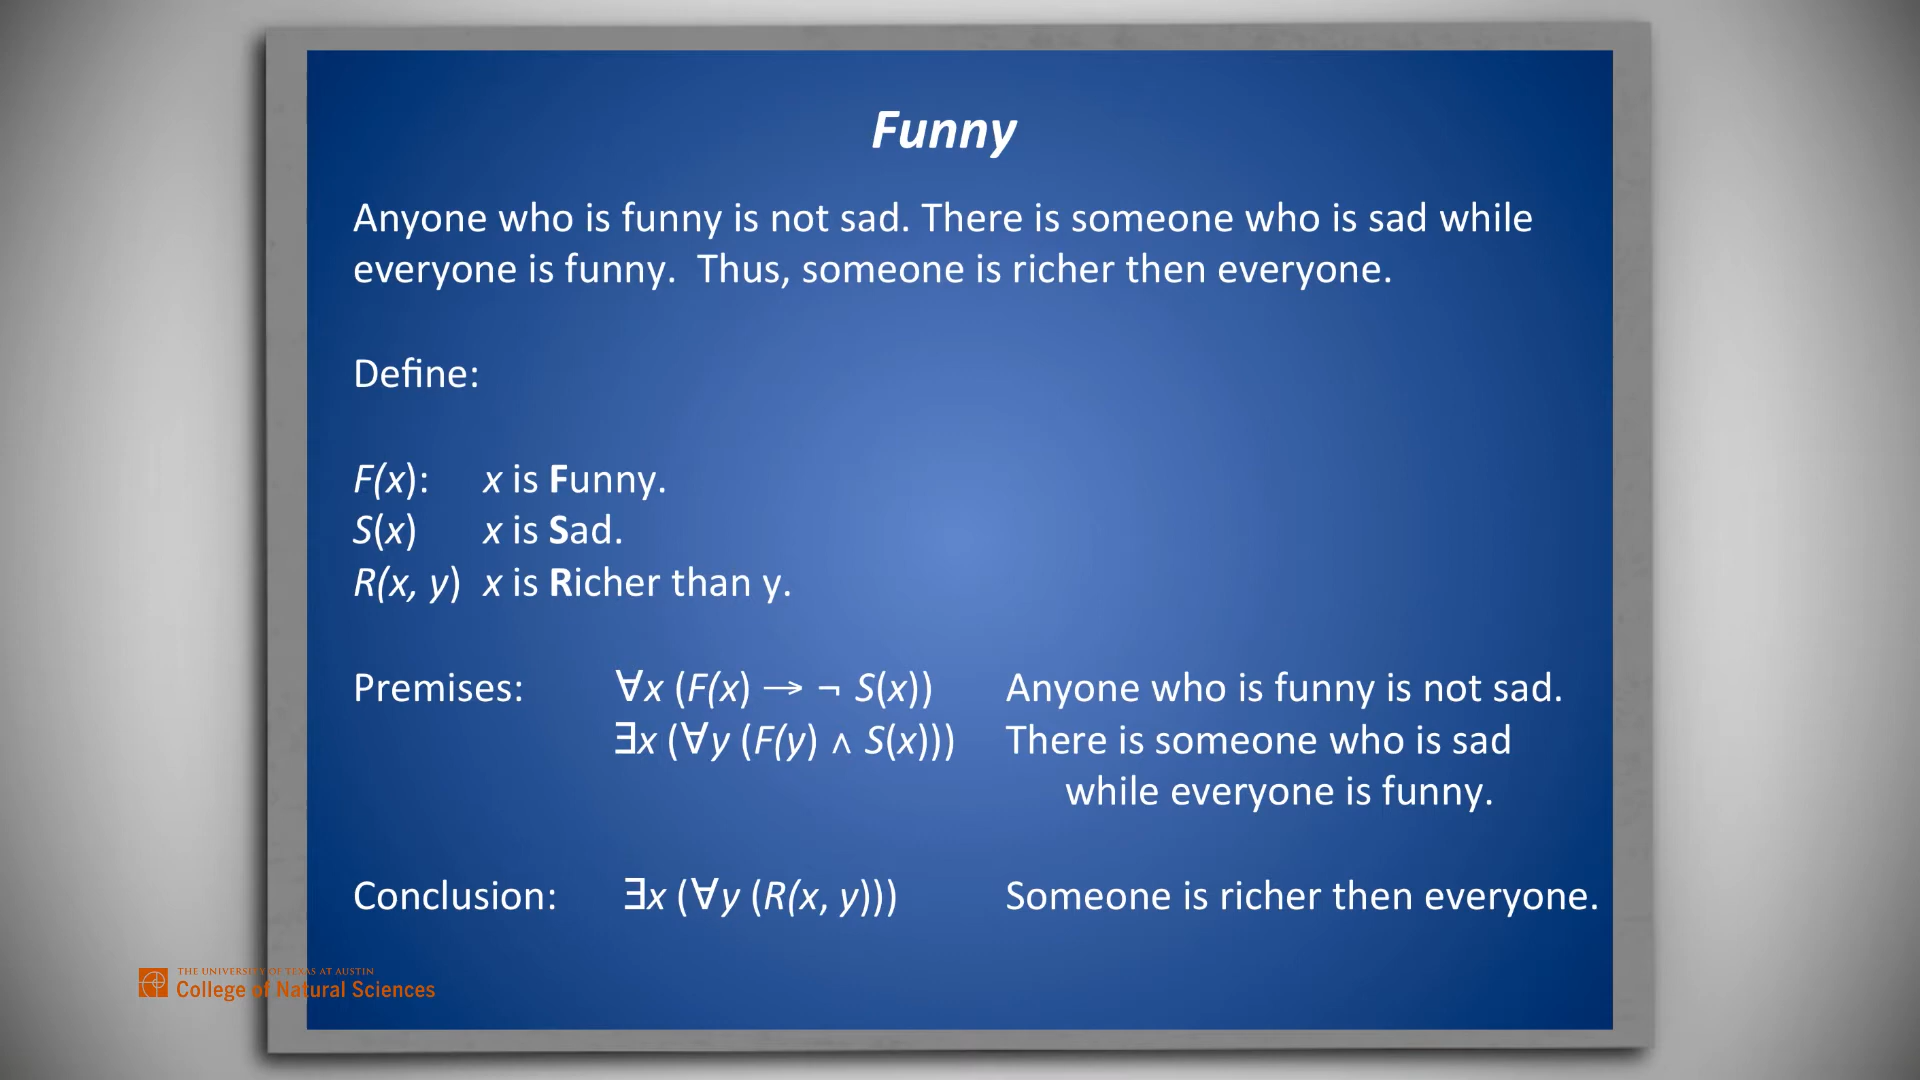 Funny
Anyone who is funny is not sad. There is someone who is sad while
everyone is funny.  Thus, someone is richer then everyone.
Define:
F(x):  x is Funny.
S(x)  x is Sad.
R(x, y)  x is Richer than y.
Premises:  ∀x (F(x) → ¬ S(x))  Anyone who is funny is not sad.
∃x (∀y (F(y) ∧ S(x)))  There is someone who is sad
while everyone is funny.
Conclusion:  ∃x (∀y (R(x, y)))  Someone is richer then everyone.
THE UNIVERSITY OF TEXAS AT AUSTIN
College of Natural Sciences